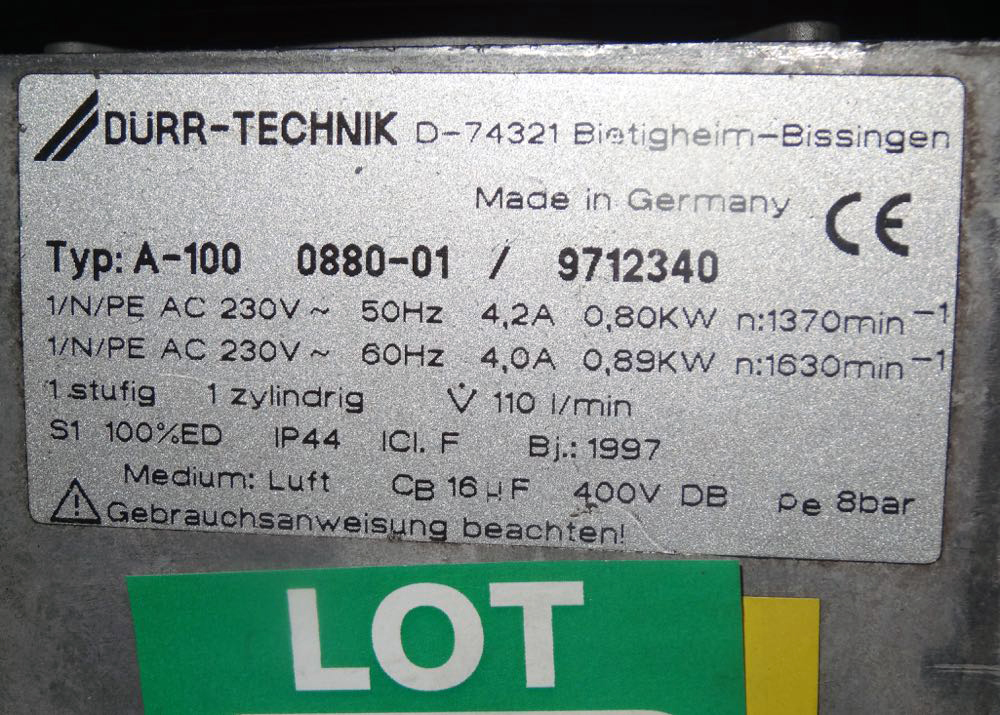 DÜRR-TECHNIK D-74321 Bietigheim-Bissingen
Made in Germany CE
Typ: A-100 0880-01 / 9712340
1/N/PE AC 230V ~ 50Hz 4,2A 0,80KW n:1370min⁻¹
1/N/PE AC 230V ~ 60Hz 4,0A 0,89KW n:1630min⁻¹
1 stufig 1 zylindrig V̇ 110 l/min
S1 100%ED IP44 ICl. F Bj.: 1997
Medium: Luft CB 16µF 400V DB pe 8bar
Gebrauchsanweisung beachten!
LOT